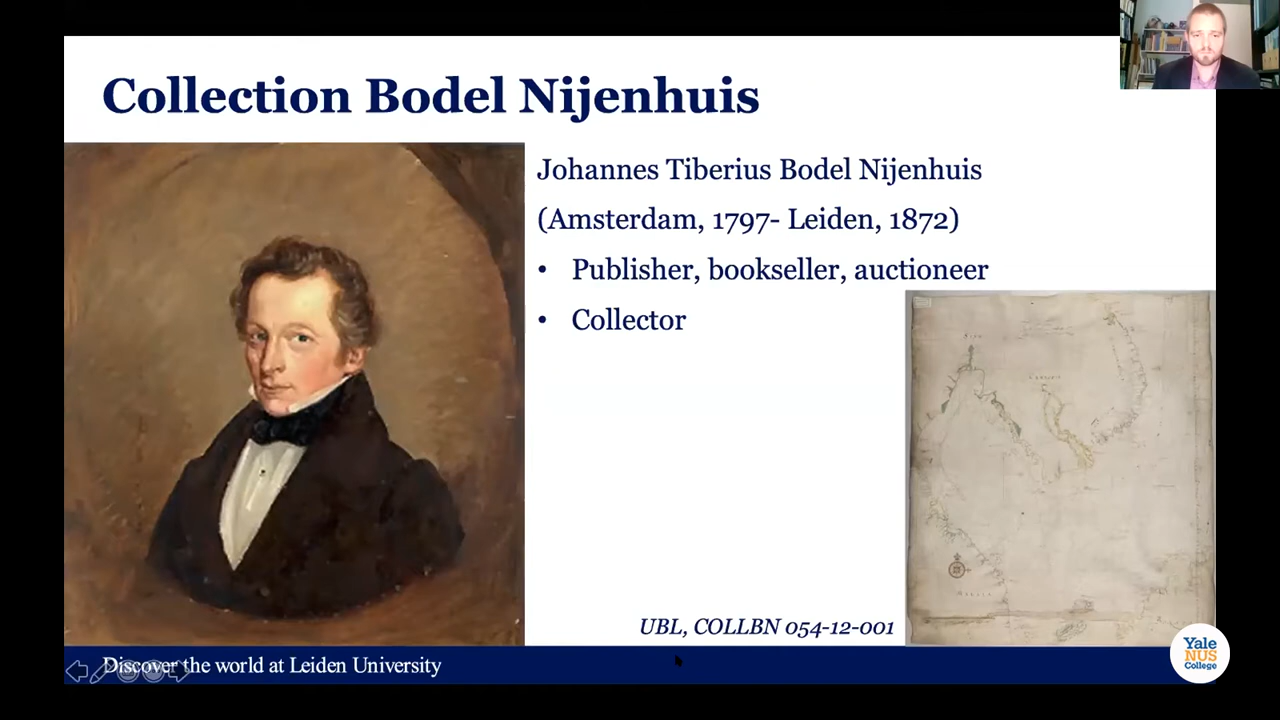 Collection Bodel Nijenhuis
Johannes Tiberius Bodel Nijenhuis
(Amsterdam, 1797- Leiden, 1872)
• Publisher, bookseller, auctioneer
• Collector
UBL, COLLBN 054-12-001
Discover the world at Leiden University
Yale
NUS
College